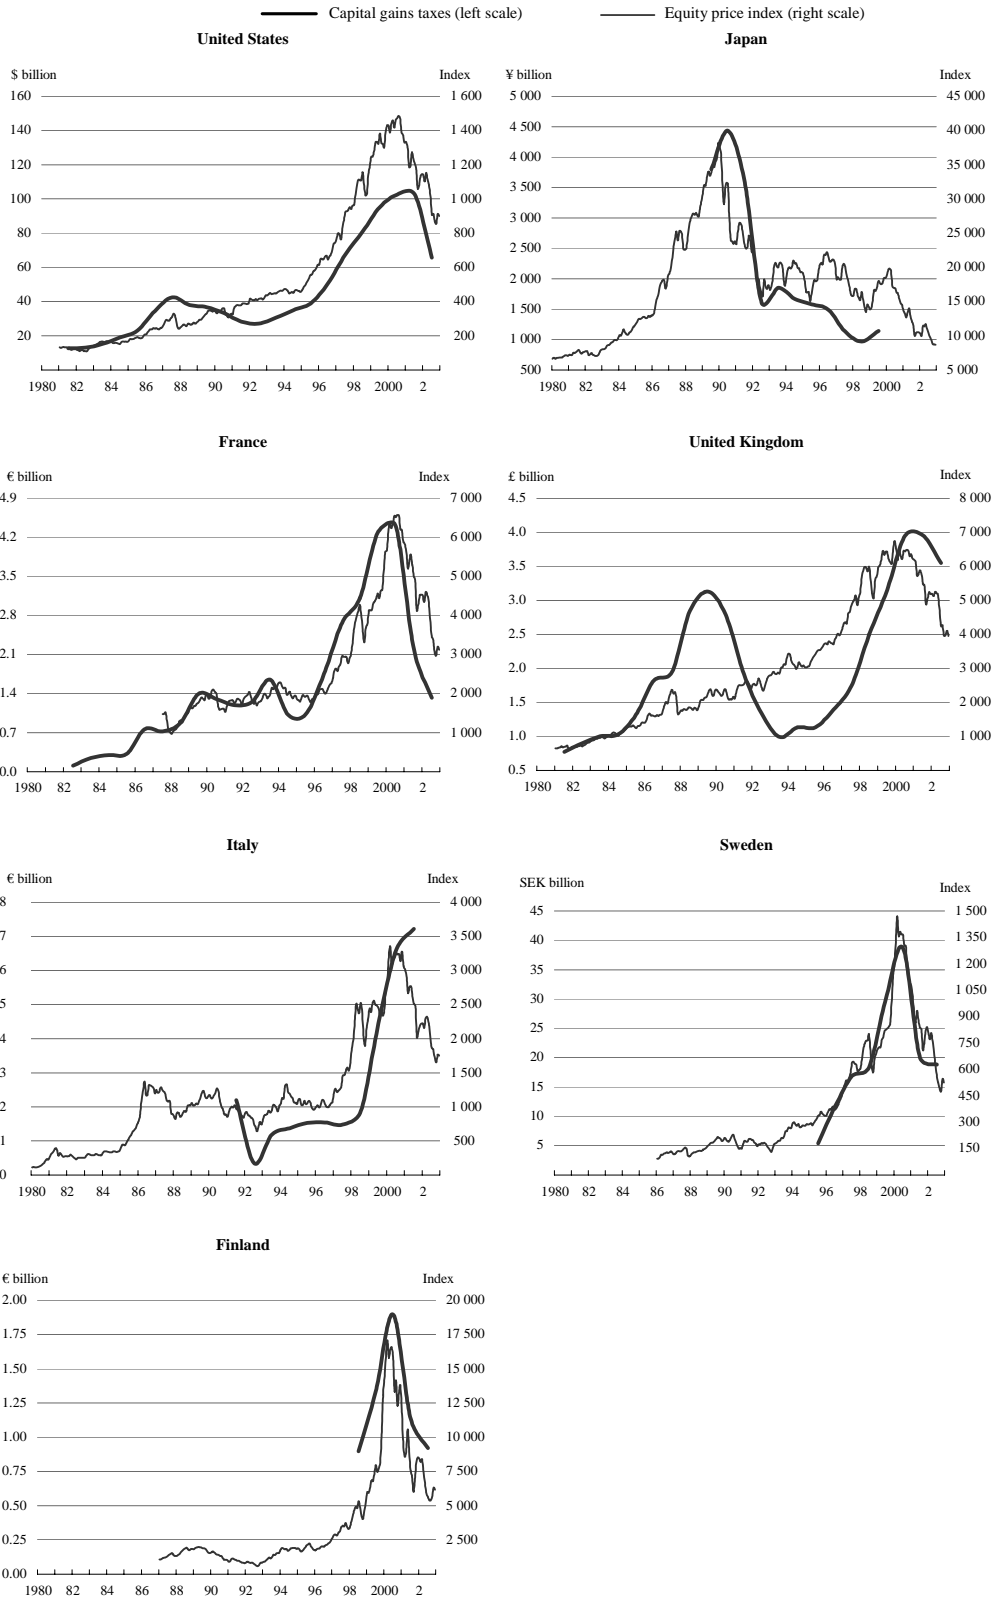 Capital gains taxes (left scale) Equity price index (right scale)
United States
$ billion Index
160 1 600
140 1 400
120 1 200
100 1 000
80 800
60 600
40 400
20 200
1980 82 84 86 88 90 92 94 96 98 2000 2
Japan
¥ billion Index
5 000 45 000
4 500 40 000
4 000 35 000
3 500 30 000
3 000 25 000
2 500 20 000
2 000 15 000
1 500 10 000
1 000 5 000
500
1980 82 84 86 88 90 92 94 96 98 2000 2
France
€ billion Index
4.9 7 000
4.2 6 000
3.5 5 000
2.8 4 000
2.1 3 000
1.4 2 000
0.7 1 000
0.0
1980 82 84 86 88 90 92 94 96 98 2000 2
United Kingdom
£ billion Index
4.5 8 000
4.0 7 000
3.5 6 000
3.0 5 000
2.5 4 000
2.0 3 000
1.5 2 000
1.0 1 000
0.5
1980 82 84 86 88 90 92 94 96 98 2000 2
Italy
€ billion Index
8 4 000
7 3 500
6 3 000
5 2 500
4 2 000
3 1 500
2 1 000
1 500
0
1980 82 84 86 88 90 92 94 96 98 2000 2
Sweden
SEK billion Index
45 1 500
40 1 350
35 1 200
30 1 050
25 900
20 750
15 600
10 450
5 300
150
1980 82 84 86 88 90 92 94 96 98 2000 2
Finland
€ billion Index
2.00 20 000
1.75 17 500
1.50 15 000
1.25 12 500
1.00 10 000
0.75 7 500
0.50 5 000
0.25 2 500
0.00
1980 82 84 86 88 90 92 94 96 98 2000 2